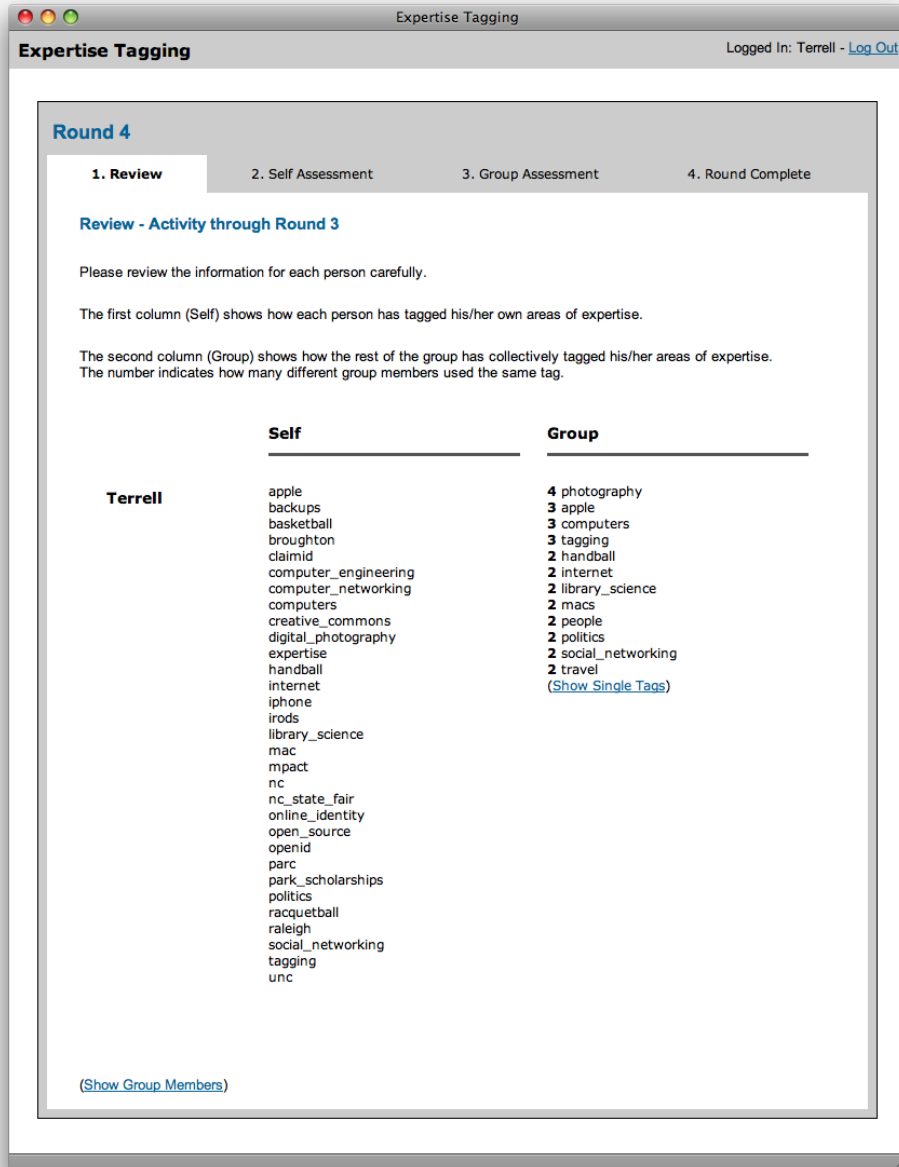 Expertise Tagging
Expertise Tagging
Logged In: Terrell - Log Out
Round 4
1. Review
2. Self Assessment
3. Group Assessment
4. Round Complete
Review - Activity through Round 3
Please review the information for each person carefully.
The first column (Self) shows how each person has tagged his/her own areas of expertise.
The second column (Group) shows how the rest of the group has collectively tagged his/her areas of expertise.
The number indicates how many different group members used the same tag.
Self
Group
Terrell
apple
backups
basketball
broughton
claimid
computer_engineering
computer_networking
computers
creative_commons
digital_photography
expertise
handball
internet
iphone
irods
library_science
mac
mpact
nc
nc_state_fair
online_identity
open_source
openid
parc
park_scholarships
politics
racquetball
raleigh
social_networking
tagging
unc
4 photography
3 apple
3 computers
3 tagging
2 handball
2 internet
2 library_science
2 macs
2 people
2 politics
2 social_networking
2 travel
(Show Single Tags)
(Show Group Members)